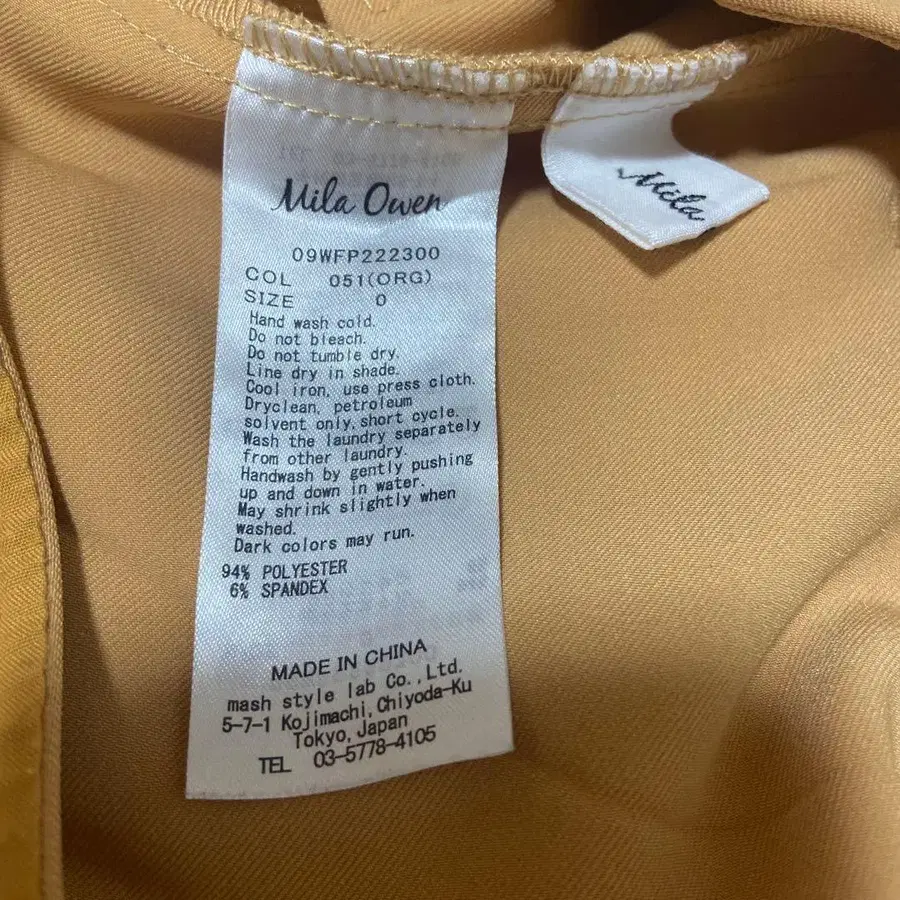 Mila Owen
09WFP222300
COL 051(ORG)
SIZE 0
Hand wash cold.
Do not bleach.
Do not tumble dry.
Line dry in shade.
Cool iron, use press cloth.
Dryclean, petroleum
solvent only, short cycle.
Wash the laundry separately
from other laundry.
Handwash by gently pushing
up and down in water.
May shrink slightly when
washed.
Dark colors may run.
94% POLYESTER
6% SPANDEX
MADE IN CHINA
mash style lab Co.,Ltd.
5-7-1 Kojimachi, Chiyoda-Ku
Tokyo, Japan
TEL 03-5778-4105
Mila